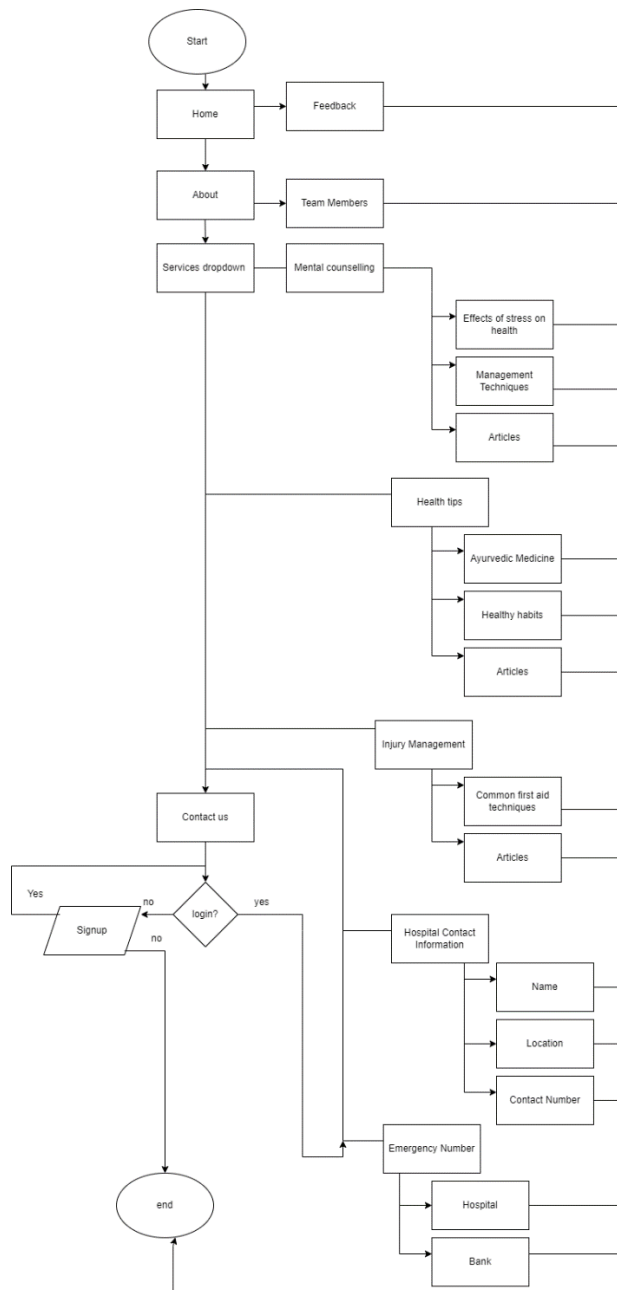 Start
Home
Feedback
About
Team Members
Services dropdown
Mental counselling
Effects of stress on
health
Management
Techniques
Articles
Health tips
Ayurvedic Medicine
Healthy habits
Articles
Injury Management
Common first aid
techniques
Contact us
Articles
Yes
no
login?
yes
Signup
no
Hospital Contact
Information
Name
Location
Contact Number
Emergency Number
Hospital
end
Bank